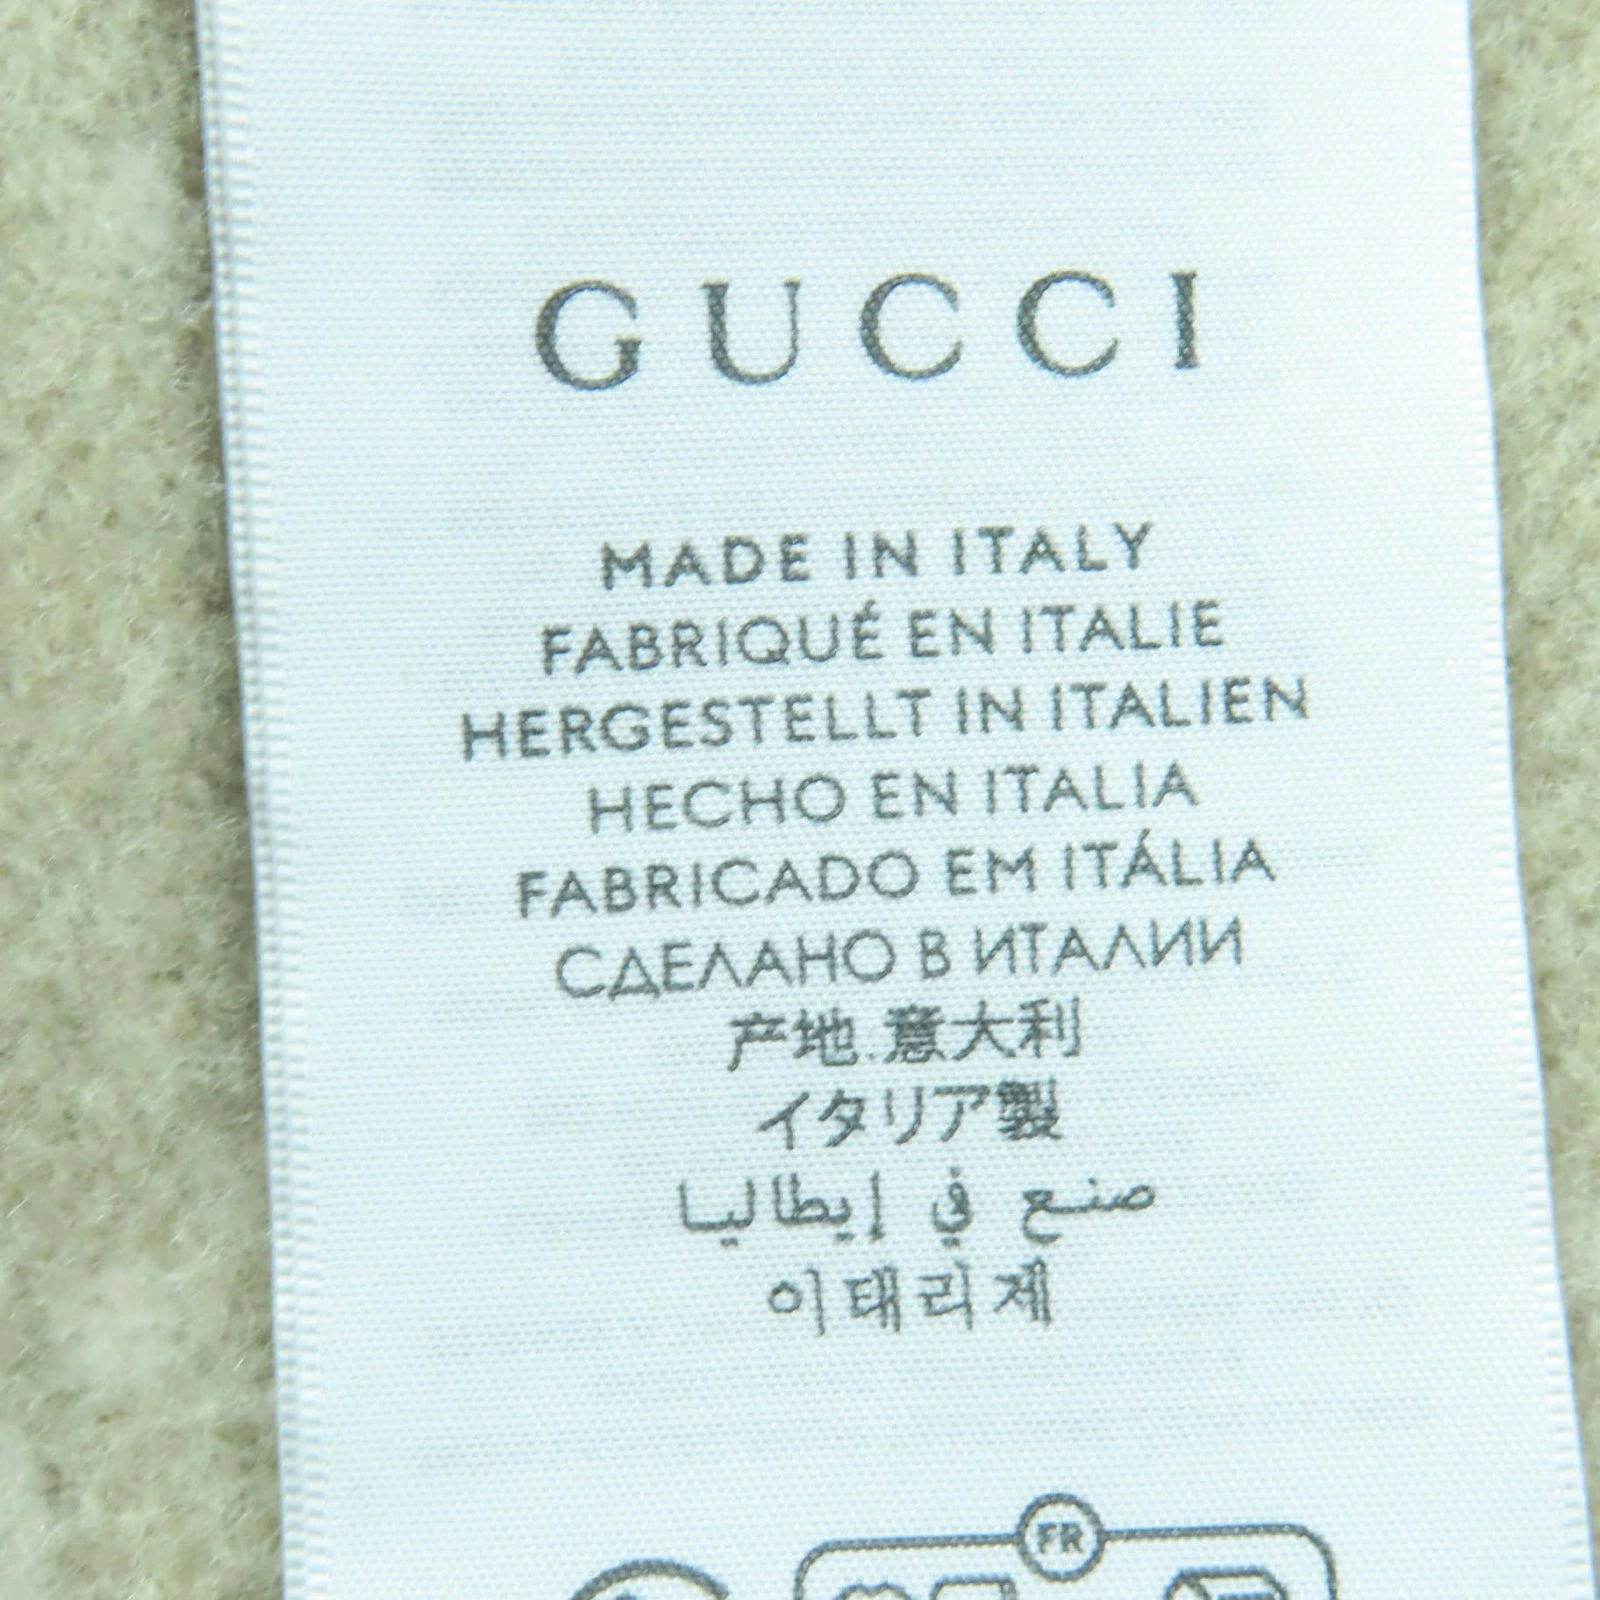 GUCCI
MADE IN ITALY
FABRIQUÉ EN ITALIE
HERGESTELLT IN ITALIEN
HECHO EN ITALIA
FABRICADO EM ITÁLIA
СДЕЛАНО В ИТАЛИИ
产地.意大利
イタリア製
صنع في إيطاليا
이태리제
FR